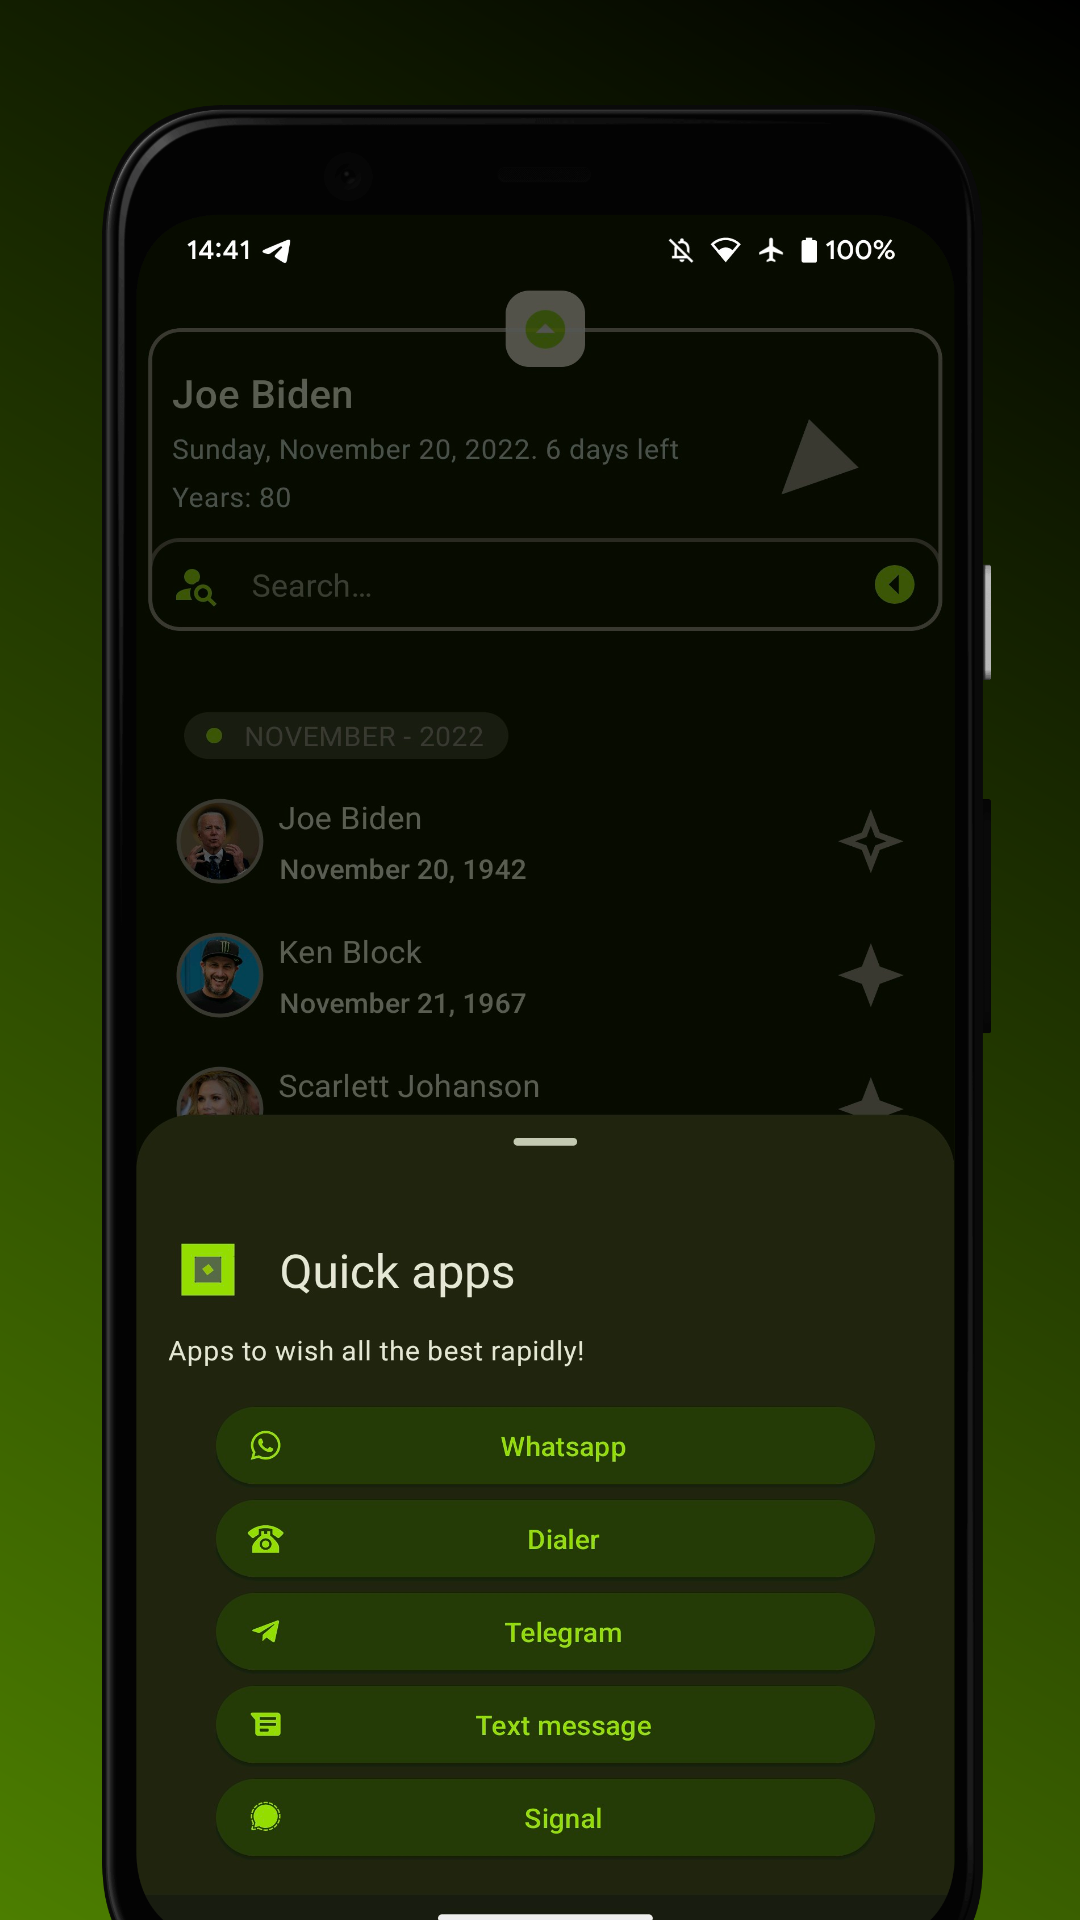 14:41
100%
Joe Biden
Sunday, November 20, 2022. 6 days left
Years: 80
Search...
NOVEMBER - 2022
Joe Biden
November 20, 1942
Ken Block
November 21, 1967
Scarlett Johanson
Quick apps
Apps to wish all the best rapidly!
Whatsapp
Dialer
Telegram
Text message
Signal